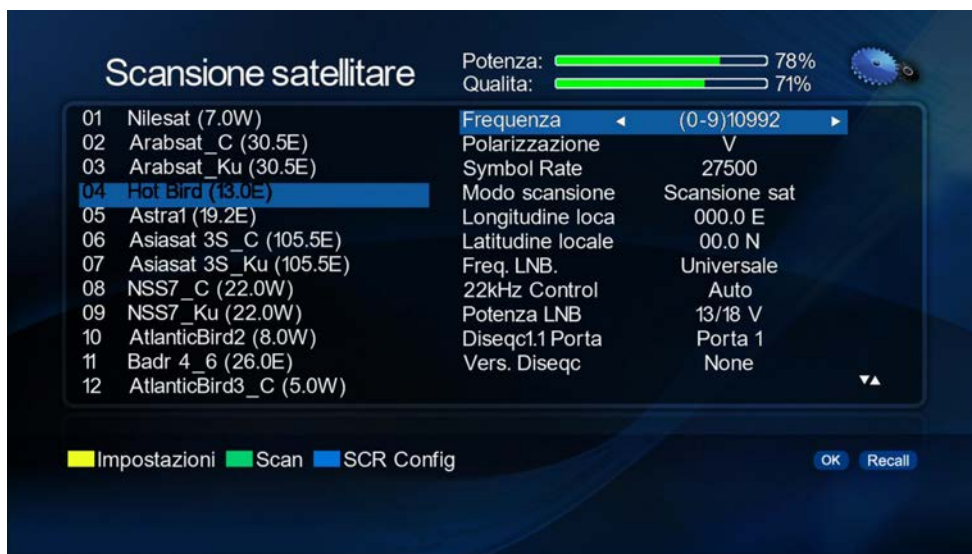 Scansione satellitare
Potenza: 78%
Qualita: 71%
01 Nilesat (7.0W)
02 Arabsat_C (30.5E)
03 Arabsat_Ku (30.5E)
04 Hot Bird (13.0E)
05 Astra1 (19.2E)
06 Asiasat 3S_C (105.5E)
07 Asiasat 3S_Ku (105.5E)
08 NSS7_C (22.0W)
09 NSS7_Ku (22.0W)
10 AtlanticBird2 (8.0W)
11 Badr 4_6 (26.0E)
12 AtlanticBird3_C (5.0W)
Frequenza ◄ (0-9)10992 ►
Polarizzazione V
Symbol Rate 27500
Modo scansione Scansione sat
Longitudine loca 000.0 E
Latitudine locale 00.0 N
Freq. LNB. Universale
22kHz Control Auto
Potenza LNB 13/18 V
Diseqc1.1 Porta Porta 1
Vers. Diseqc None
▼▲
Impostazioni Scan SCR Config
OK Recall